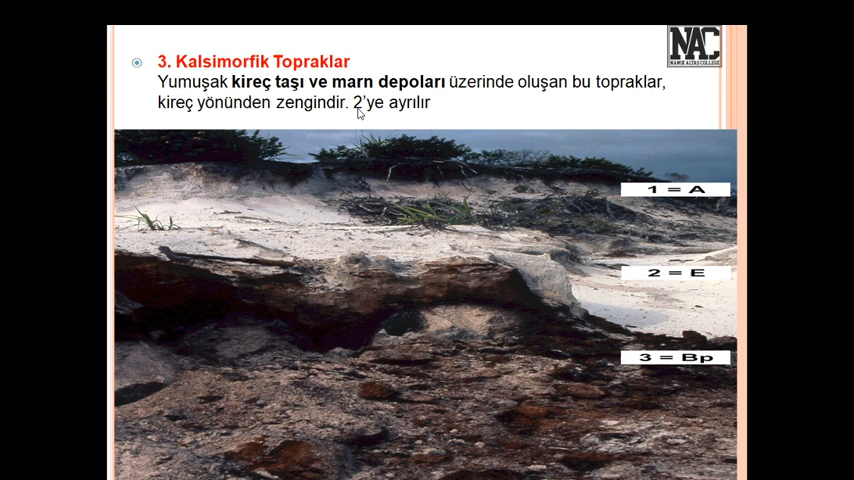 NAC
NAMIK ALTAŞ COLLEGE
3. Kalsimorfik Topraklar
Yumuşak kireç taşı ve marn depoları üzerinde oluşan bu topraklar,
kireç yönünden zengindir. 2'ye ayrılır
1 = A
2 = E
3 = Bp